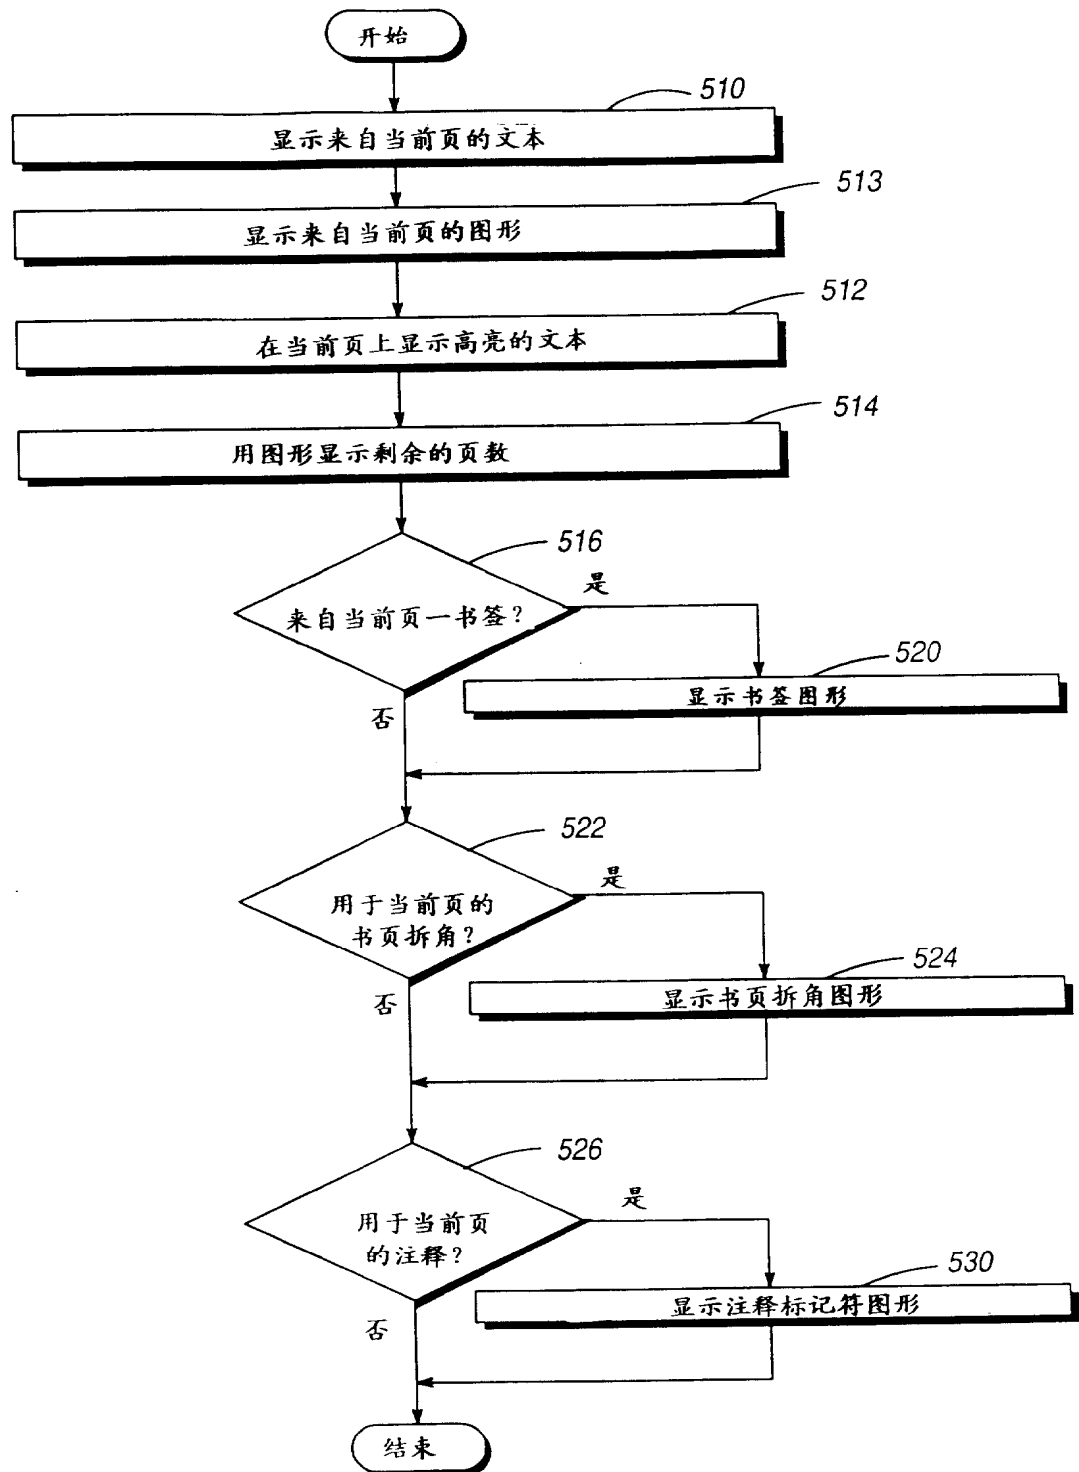 开始
510
显示来自当前页的文本
513
显示来自当前页的图形
512
在当前页上显示高亮的文本
514
用图形显示剩余的页数
516
来自当前页一书签?
是
520
显示书签图形
否
522
用于当前页的
书页拆角?
是
524
显示书页拆角图形
否
526
用于当前页
的注释?
是
530
显示注释标记符图形
否
结束